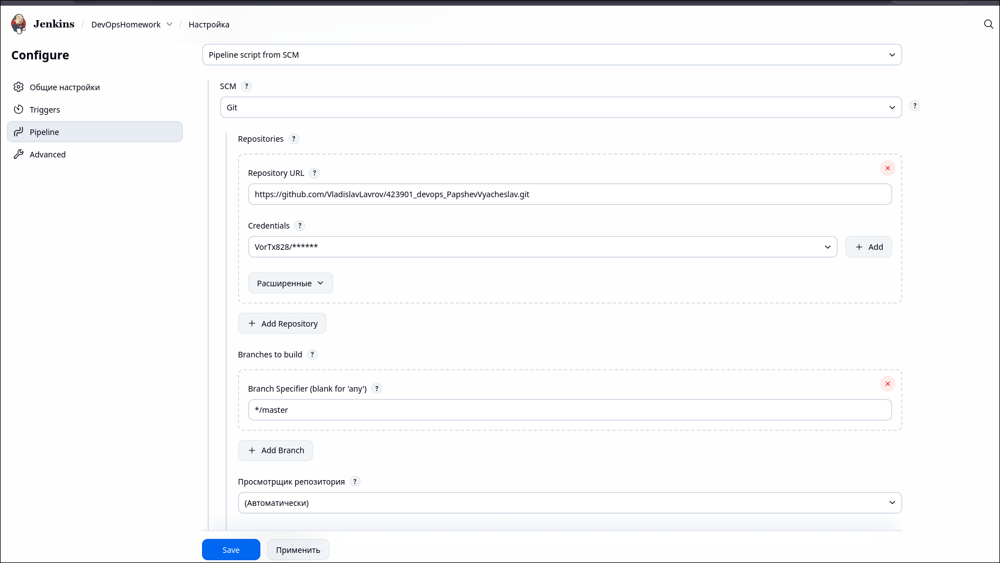 Jenkins / DevOpsHomework / Настройка
Configure
Общие настройки
Triggers
Pipeline
Advanced
Pipeline script from SCM
SCM ?
Git
?
Repositories ?
Repository URL ?
https://github.com/VladislavLavrov/423901_devops_PapshevVyacheslav.git
Credentials ?
VorTx828/******
+ Add
Расширенные
+ Add Repository
Branches to build ?
Branch Specifier (blank for 'any') ?
*/master
+ Add Branch
Просмотрщик репозитория ?
(Автоматически)
Save
Применить